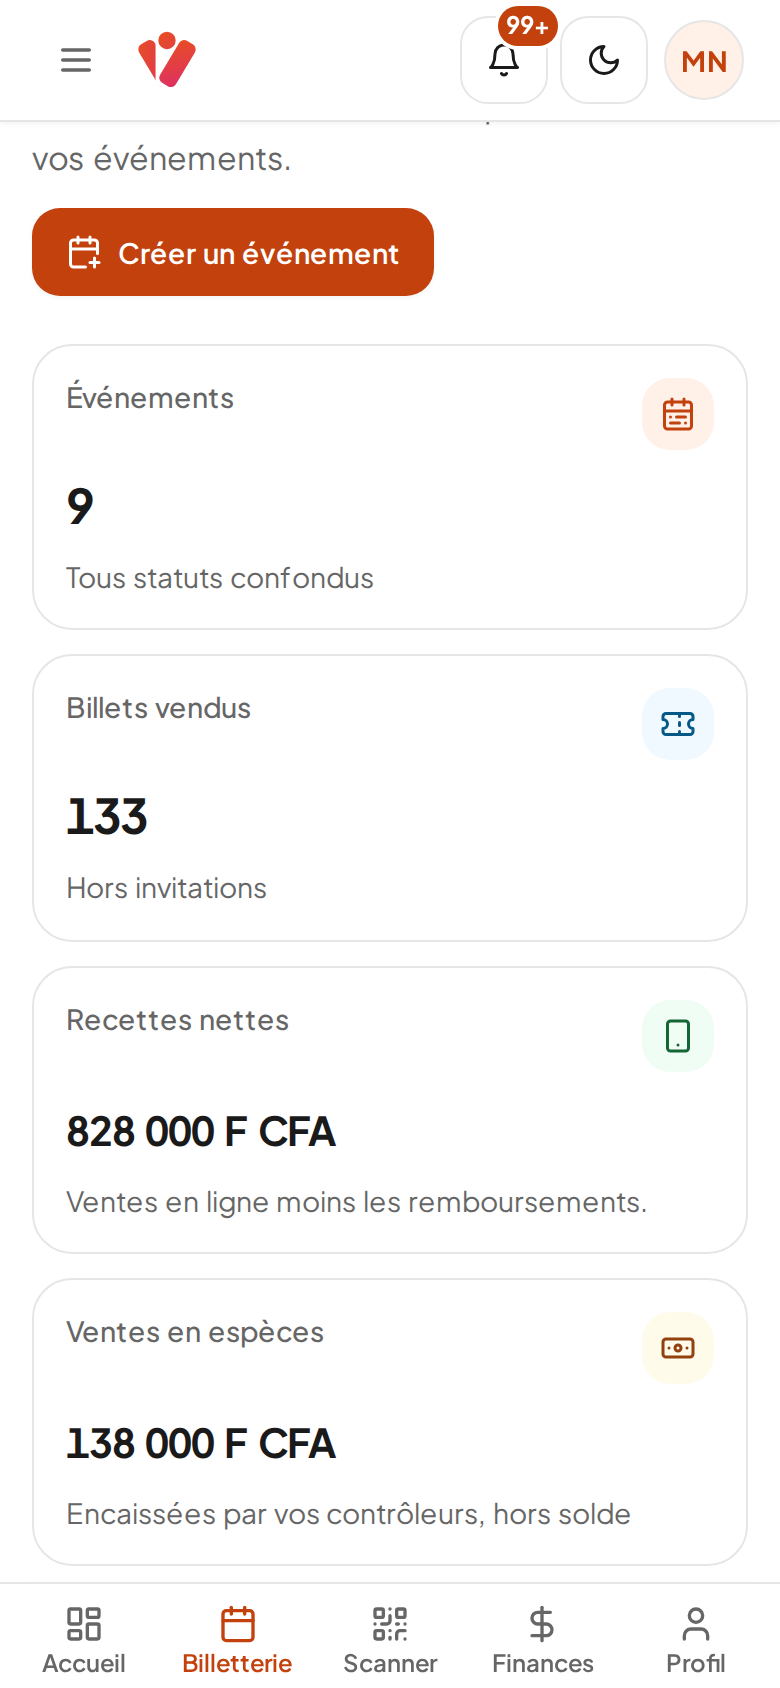 99+
MN
vos événements.
Créer un événement
Événements
9
Tous statuts confondus
Billets vendus
133
Hors invitations
Recettes nettes
828 000 F CFA
Ventes en ligne moins les remboursements.
Ventes en espèces
138 000 F CFA
Encaissées par vos contrôleurs, hors solde
Accueil Billetterie Scanner Finances Profil